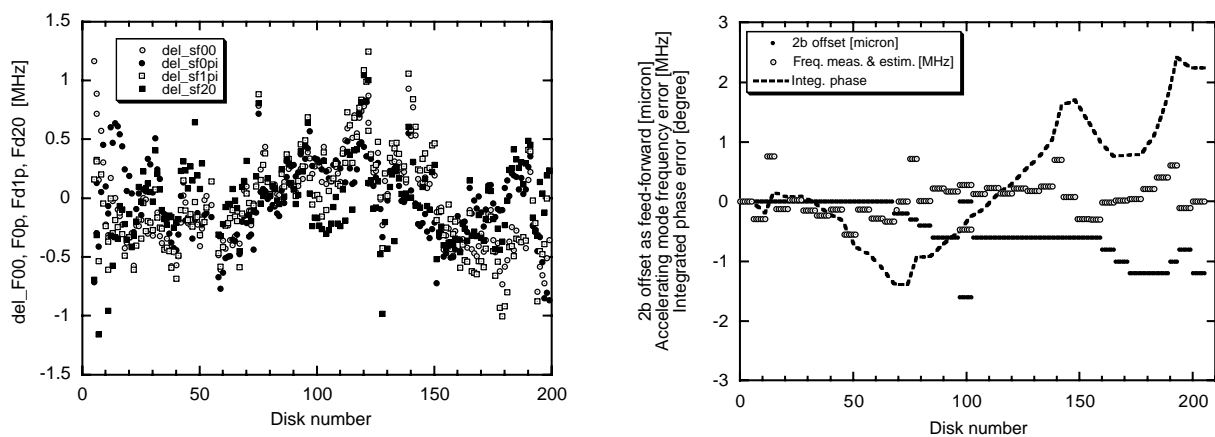 1.5
1
0.5
0
-0.5
-1
-1.5
del_F00, F0p, Fd1p, Fd20 [MHz]
del_sf00
del_sf0pi
del_sf1pi
del_sf20
0 50 100 150 200
Disk number
3
2
1
0
-1
-2
-3
2b offset as feed-forward [micron]
Accelerating mode frequency error [MHz]
Integrated phase error [degree]
2b offset [micron]
Freq. meas. & estim. [MHz]
Integ. phase
0 50 100 150 200
Disk number